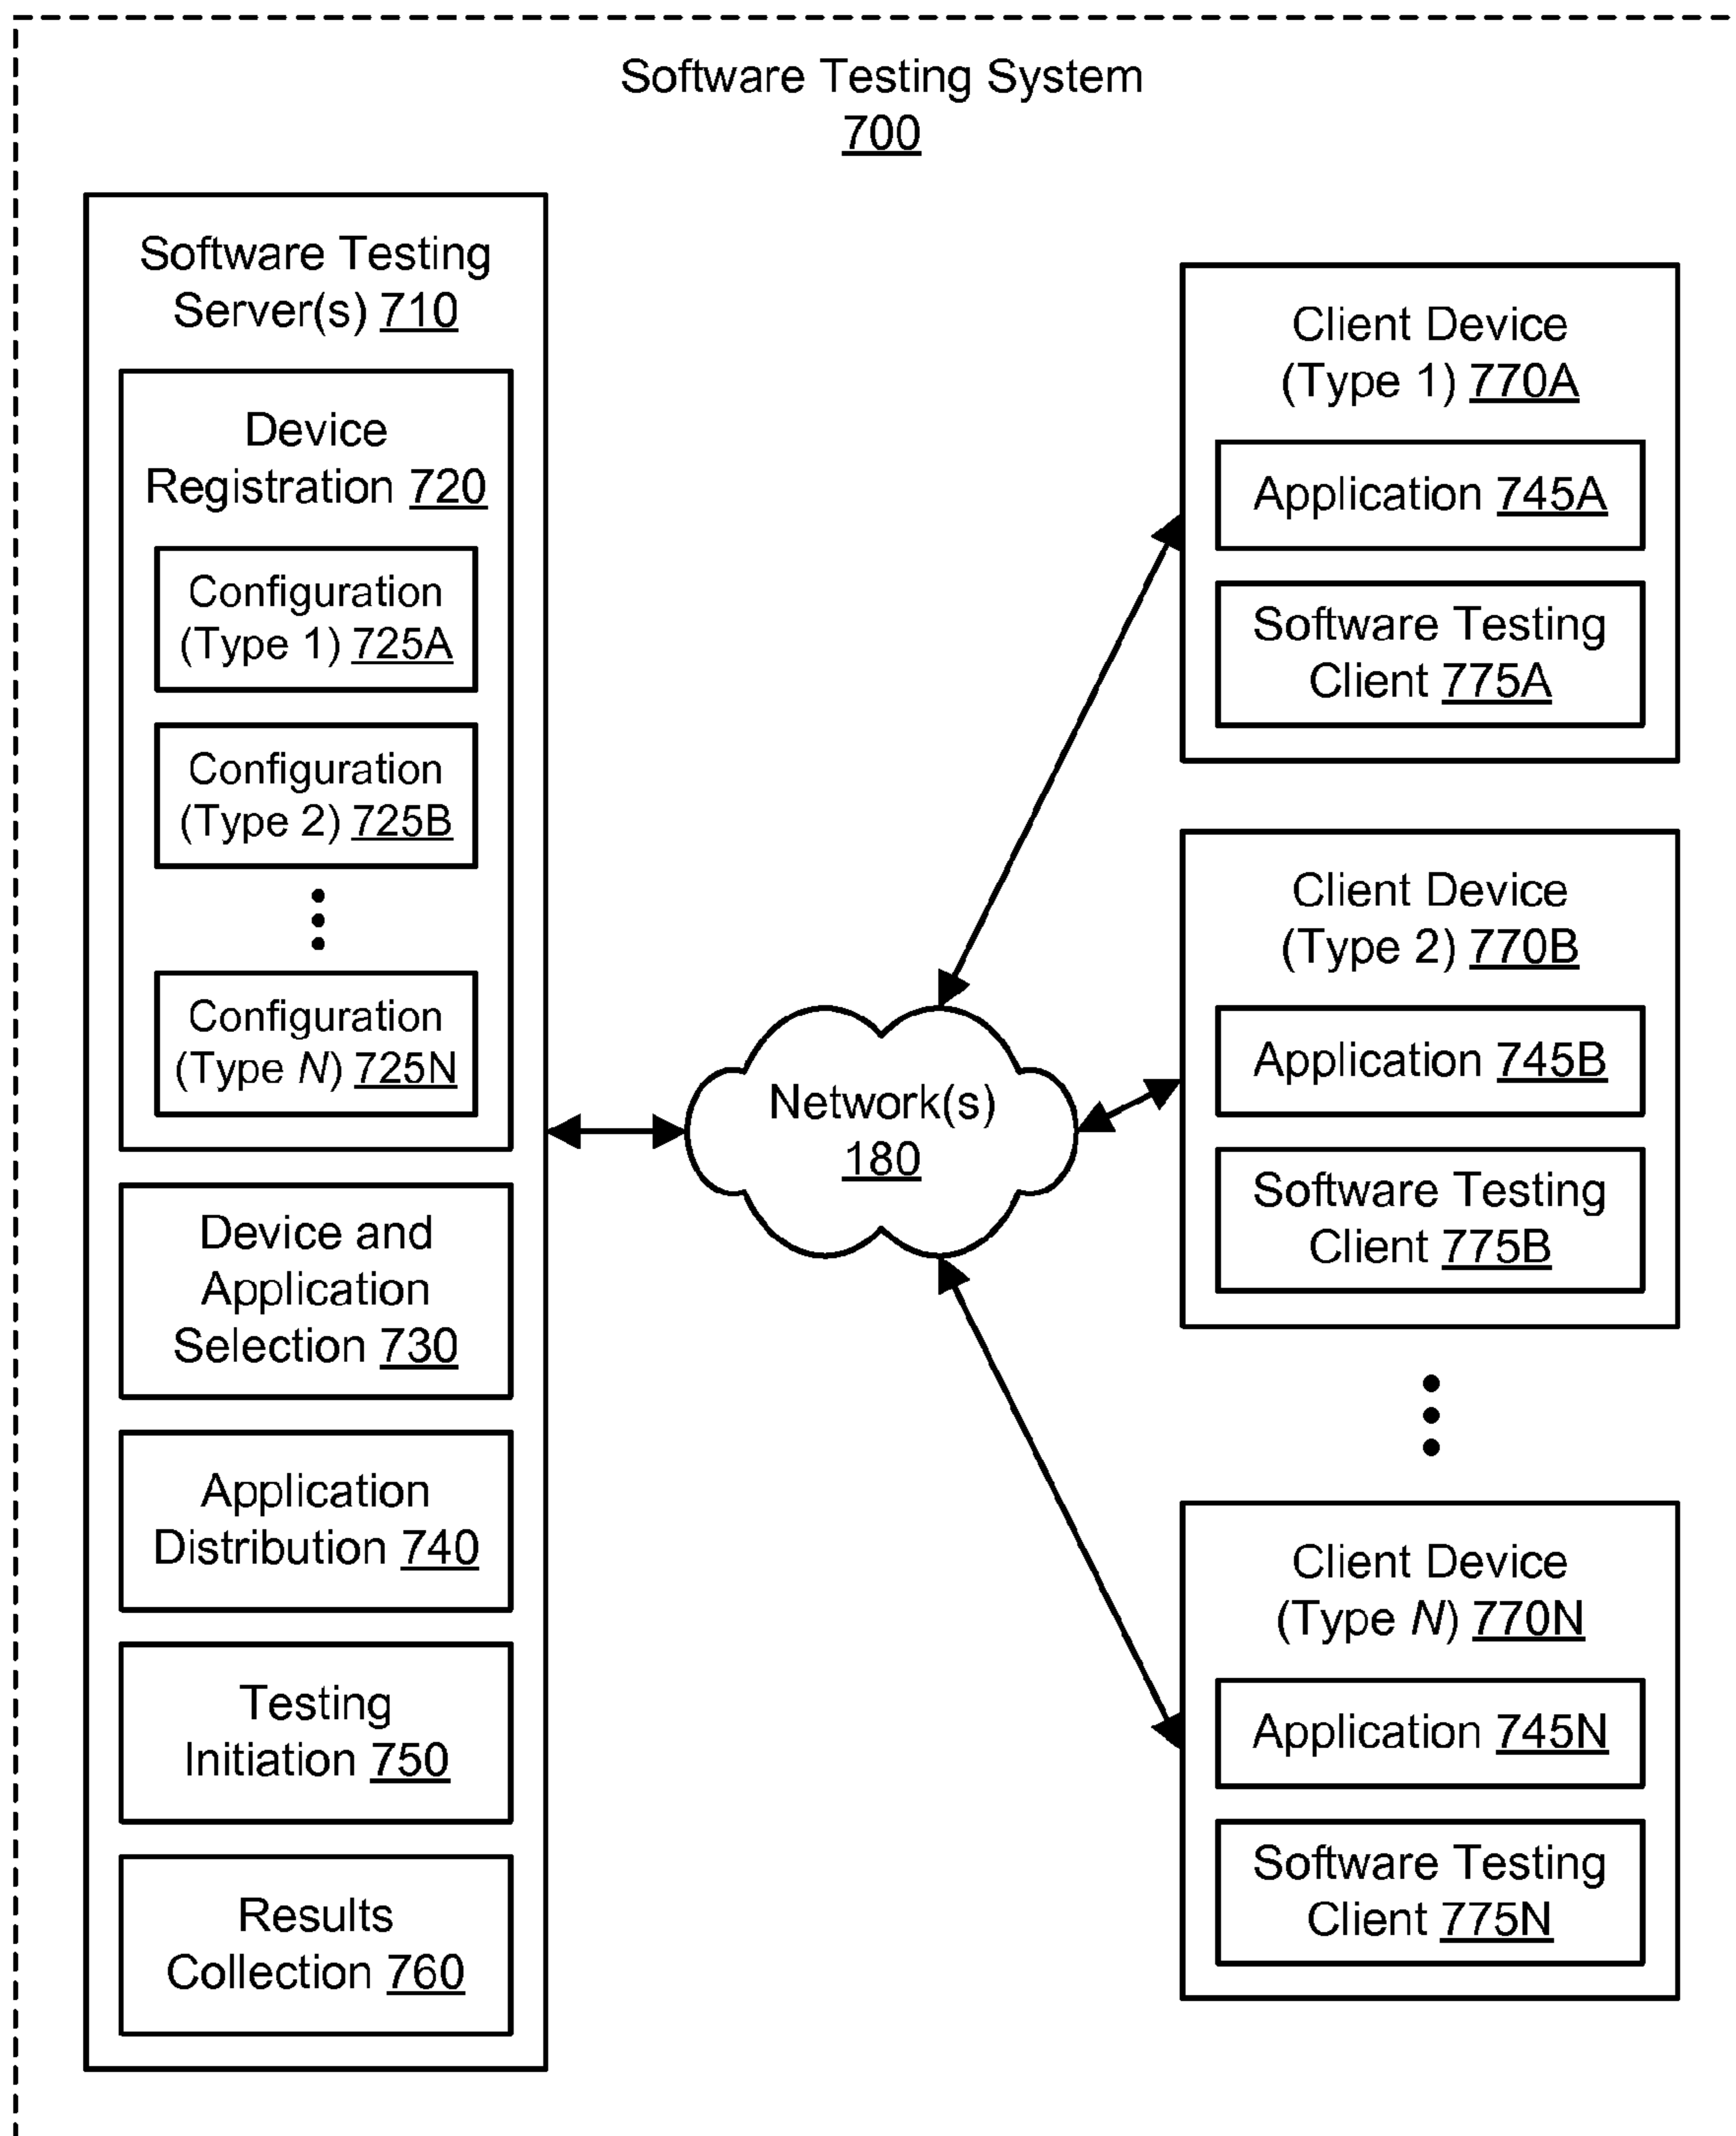 Software Testing System
700
Software Testing
Server(s) 710
Device
Registration 720
Configuration
(Type 1) 725A
Configuration
(Type 2) 725B
Configuration
(Type N) 725N
Device and
Application
Selection 730
Application
Distribution 740
Testing
Initiation 750
Results
Collection 760
Network(s)
180
Client Device
(Type 1) 770A
Application 745A
Software Testing
Client 775A
Client Device
(Type 2) 770B
Application 745B
Software Testing
Client 775B
Client Device
(Type N) 770N
Application 745N
Software Testing
Client 775N